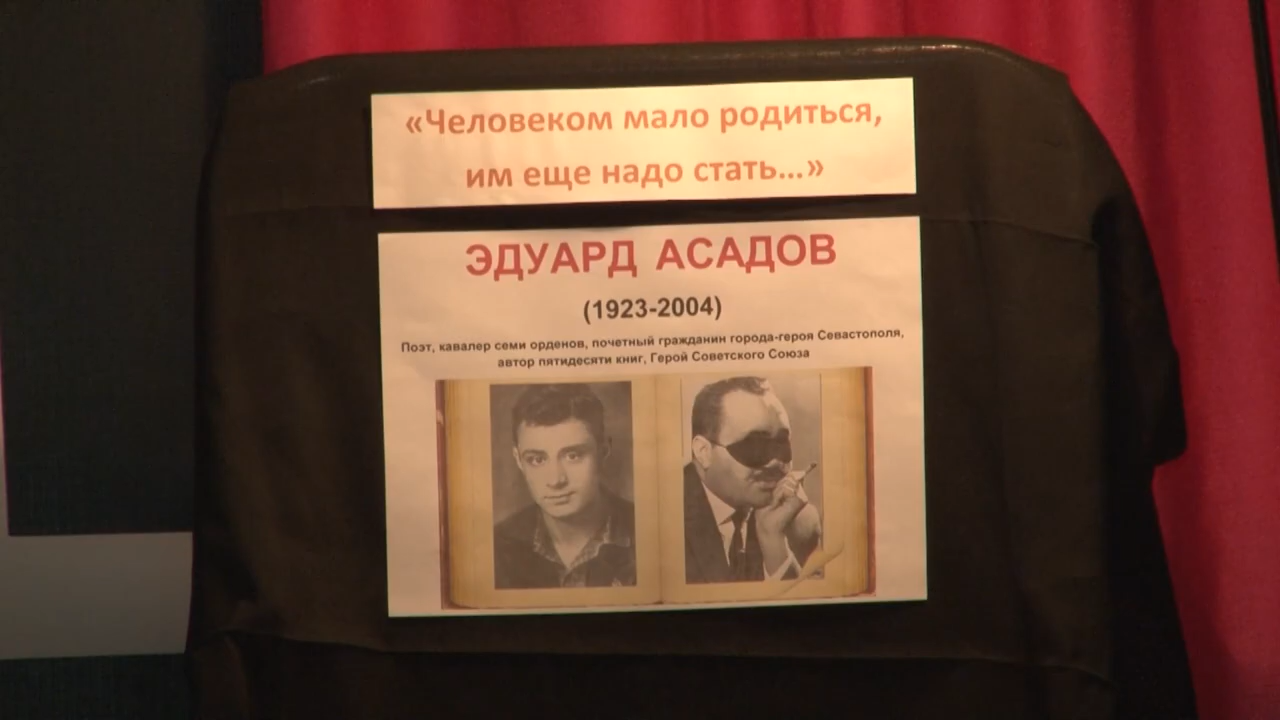 «Человеком мало родиться,
им еще надо стать...»
ЭДУАРД АСАДОВ
(1923-2004)
Поэт, кавалер семи орденов, почетный гражданин города-героя Севастополя,
автор пятидесяти книг, Герой Советского Союза